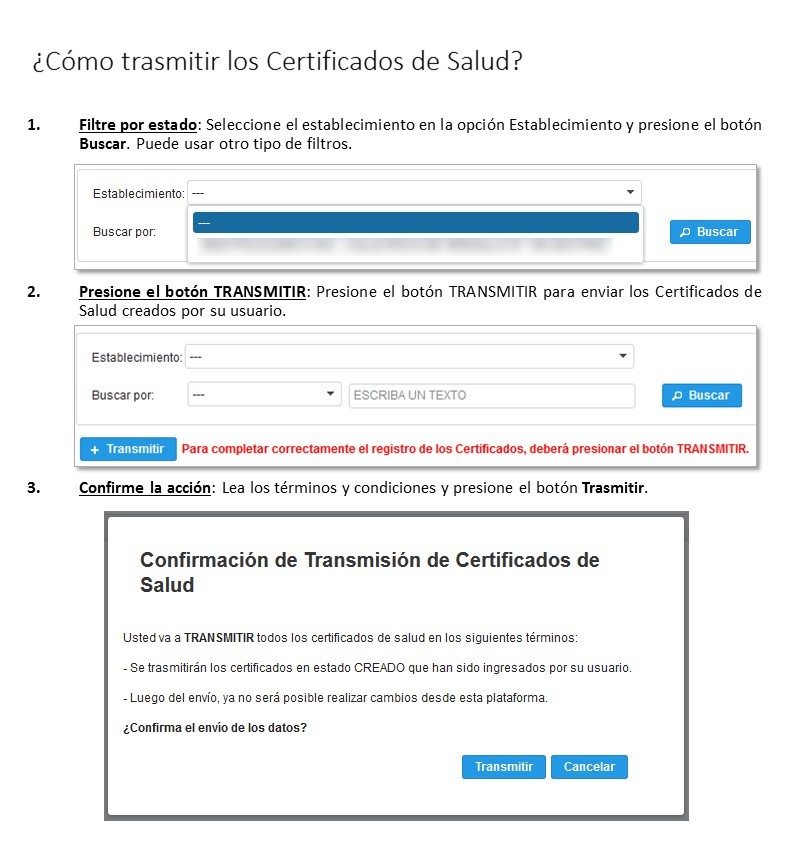 ¿Cómo trasmitir los Certificados de Salud?
1. Filtre por estado: Seleccione el establecimiento en la opción Establecimiento y presione el botón
Buscar. Puede usar otro tipo de filtros.
Establecimiento: ---
---
Buscar por:
Buscar
2. Presione el botón TRANSMITIR: Presione el botón TRANSMITIR para enviar los Certificados de
Salud creados por su usuario.
Establecimiento: ---
Buscar por: --- ESCRIBA UN TEXTO Buscar
+ Transmitir Para completar correctamente el registro de los Certificados, deberá presionar el botón TRANSMITIR.
3. Confirme la acción: Lea los términos y condiciones y presione el botón Trasmitir.
Confirmación de Transmisión de Certificados de
Salud
Usted va a TRANSMITIR todos los certificados de salud en los siguientes términos:
- Se trasmitirán los certificados en estado CREADO que han sido ingresados por su usuario.
- Luego del envío, ya no será posible realizar cambios desde esta plataforma.
¿Confirma el envío de los datos?
Transmitir Cancelar